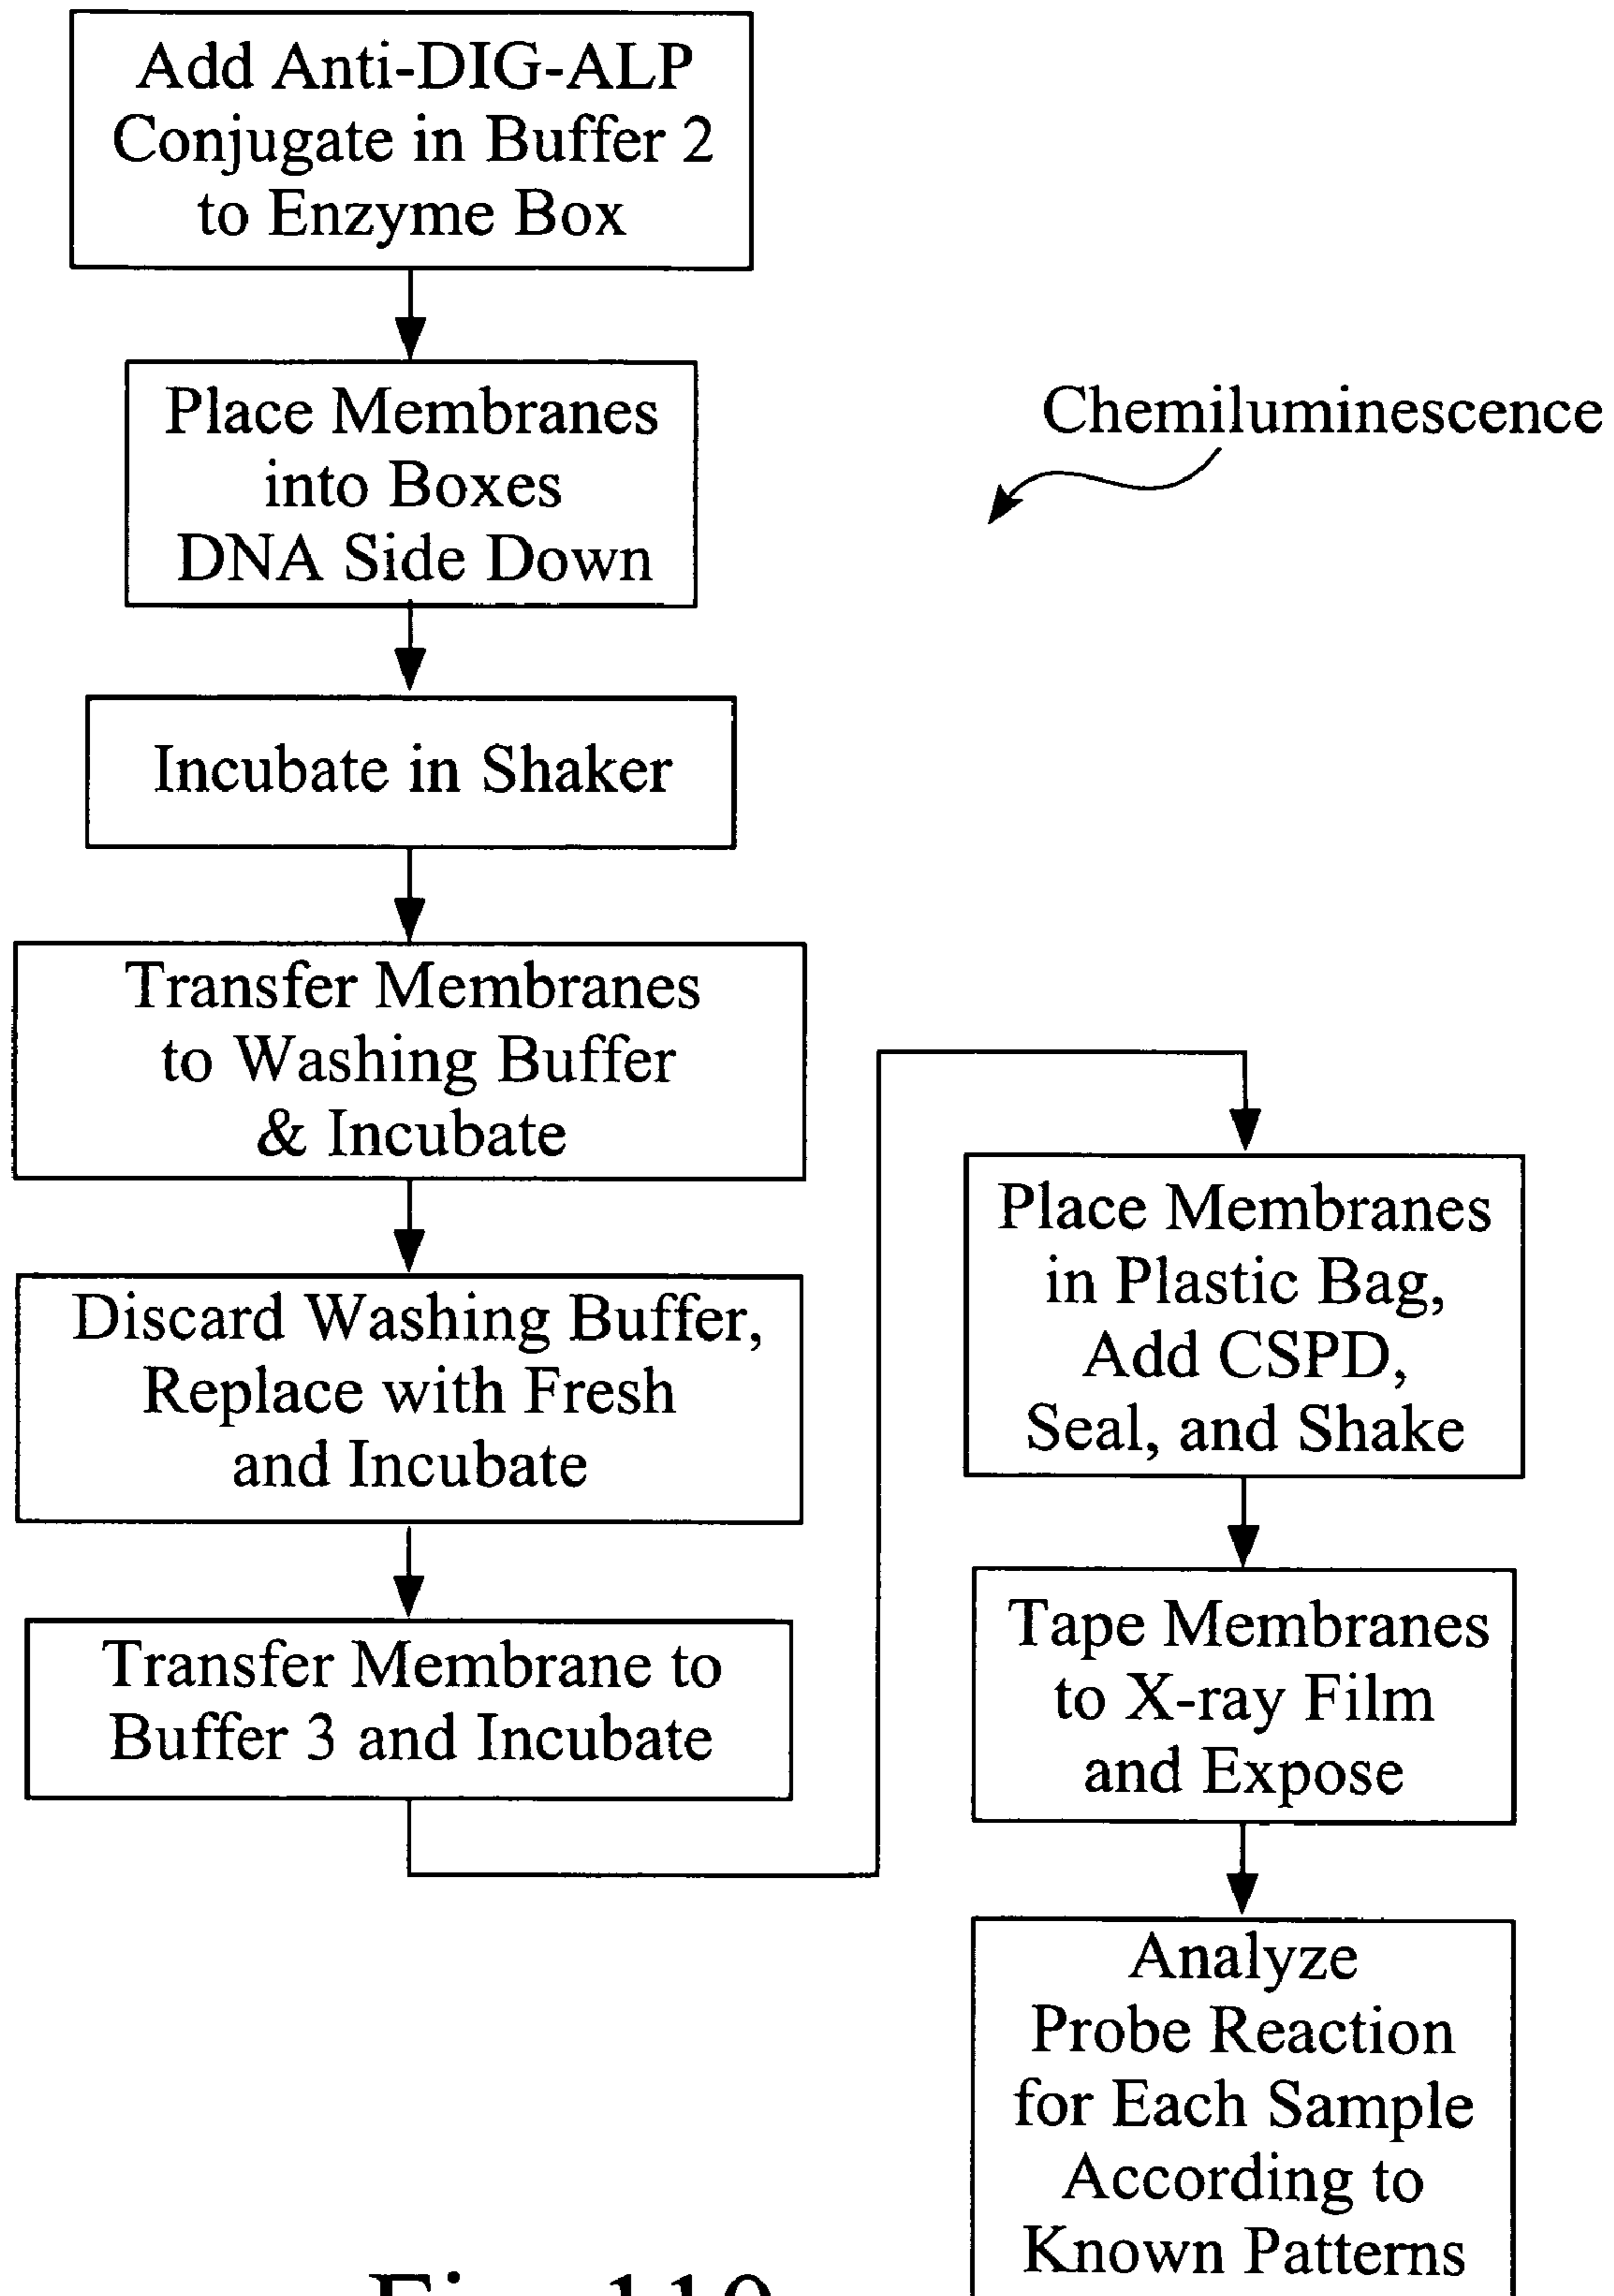 Add Anti-DIG-ALP
Conjugate in Buffer 2
to Enzyme Box
Place Membranes
into Boxes
DNA Side Down
Chemiluminescence
Incubate in Shaker
Transfer Membranes
to Washing Buffer
& Incubate
Discard Washing Buffer,
Replace with Fresh
and Incubate
Transfer Membrane to
Buffer 3 and Incubate
Place Membranes
in Plastic Bag,
Add CSPD,
Seal, and Shake
Tape Membranes
to X-ray Film
and Expose
Analyze
Probe Reaction
for Each Sample
According to
Known Patterns